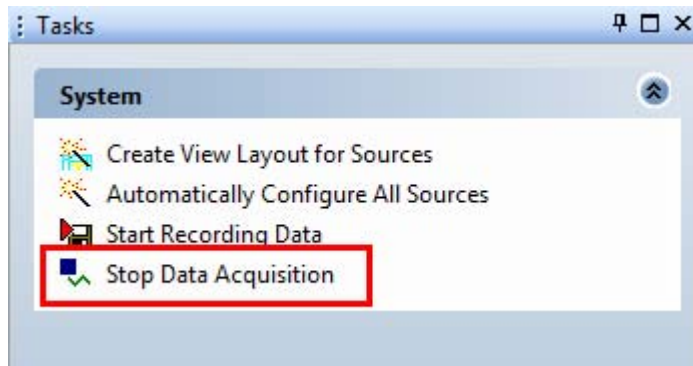 Tasks
System
Create View Layout for Sources
Automatically Configure All Sources
Start Recording Data
Stop Data Acquisition